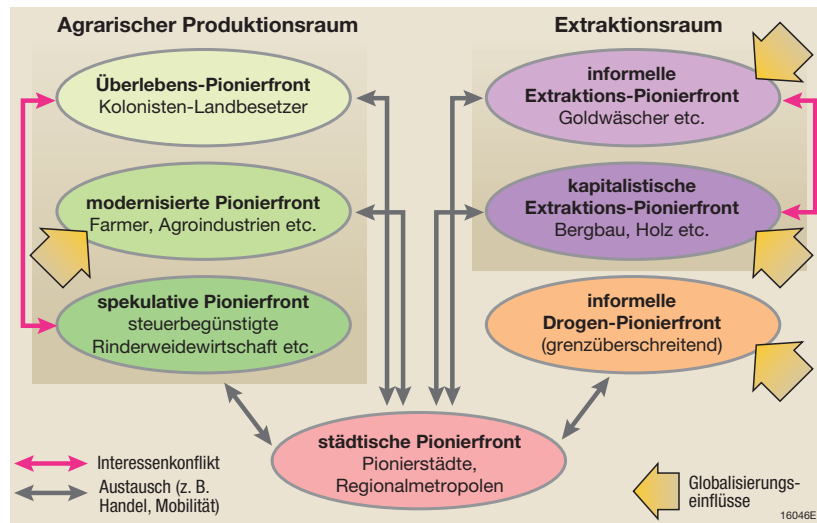 Agrarischer Produktionsraum
Überlebens-Pionierfront
Kolonisten-Landbesetzer
modernisierte Pionierfront
Farmer, Agroindustrien etc.
spekulative Pionierfront
steuerbegünstigte
Rinderweidewirtschaft etc.
Extraktionsraum
informelle
Extraktions-Pionierfront
Goldwäscher etc.
kapitalistische
Extraktions-Pionierfront
Bergbau, Holz etc.
informelle
Drogen-Pionierfront
(grenzüberschreitend)
städtische Pionierfront
Pionierstädte,
Regionalmetropolen
Interessenkonflikt
Austausch (z. B.
Handel, Mobilität)
Globalisierungs-
einflüsse
16046E